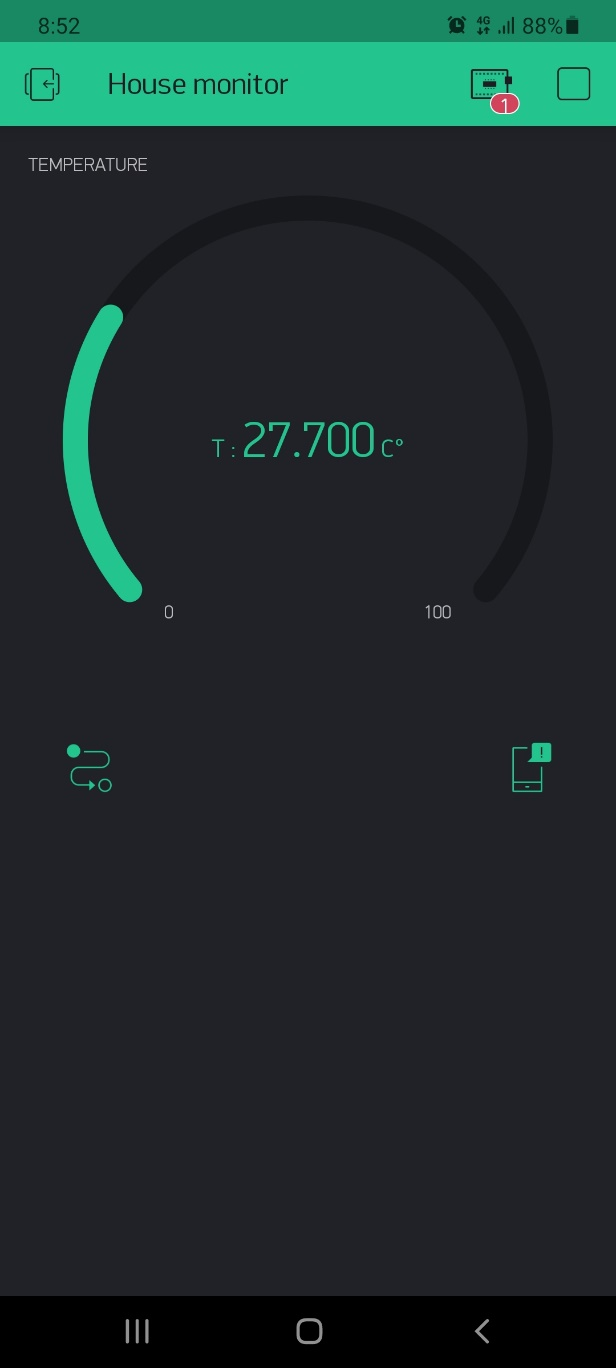 8:52 4G 88%
House monitor 1
TEMPERATURE
T : 27.700 C°
0 100
!